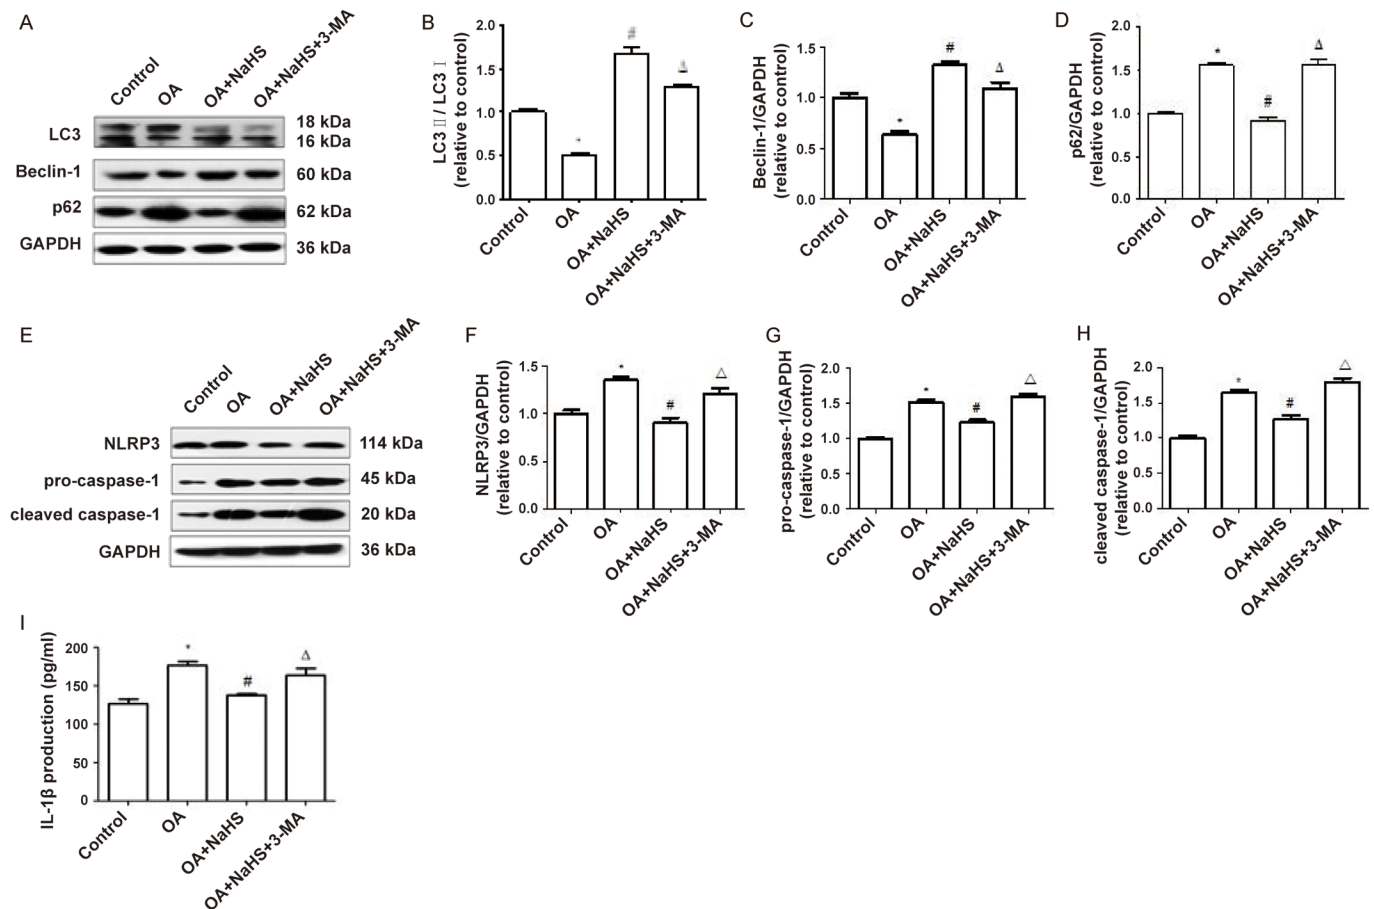 A
Control
OA
OA+NaHS
OA+NaHS+3-MA
LC3
18 kDa
16 kDa
Beclin-1
60 kDa
p62
62 kDa
GAPDH
36 kDa
B
LC3 II / LC3 I
(relative to control)
2.0
1.5
1.0
0.5
0.0
*
#
Δ
Control
OA
OA+NaHS
OA+NaHS+3-MA
C
Beclin-1/GAPDH
(relative to control)
1.5
1.0
0.5
0.0
*
#
Δ
Control
OA
OA+NaHS
OA+NaHS+3-MA
D
p62/GAPDH
(relative to control)
2.0
1.5
1.0
0.5
0.0
*
#
Δ
Control
OA
OA+NaHS
OA+NaHS+3-MA
E
Control
OA
OA+NaHS
OA+NaHS+3-MA
NLRP3
114 kDa
pro-caspase-1
45 kDa
cleaved caspase-1
20 kDa
GAPDH
36 kDa
F
NLRP3/GAPDH
(relative to control)
1.5
1.0
0.5
0.0
*
#
△
Control
OA
OA+NaHS
OA+NaHS+3-MA
G
pro-caspase-1/GAPDH
(relative to control)
2.0
1.5
1.0
0.5
0.0
*
#
△
Control
OA
OA+NaHS
OA+NaHS+3-MA
H
cleaved caspase-1/GAPDH
(relative to control)
2.0
1.5
1.0
0.5
0.0
*
#
△
Control
OA
OA+NaHS
OA+NaHS+3-MA
I
IL-1β production (pg/ml)
200
150
100
50
0
*
#
Δ
Control
OA
OA+NaHS
OA+NaHS+3-MA